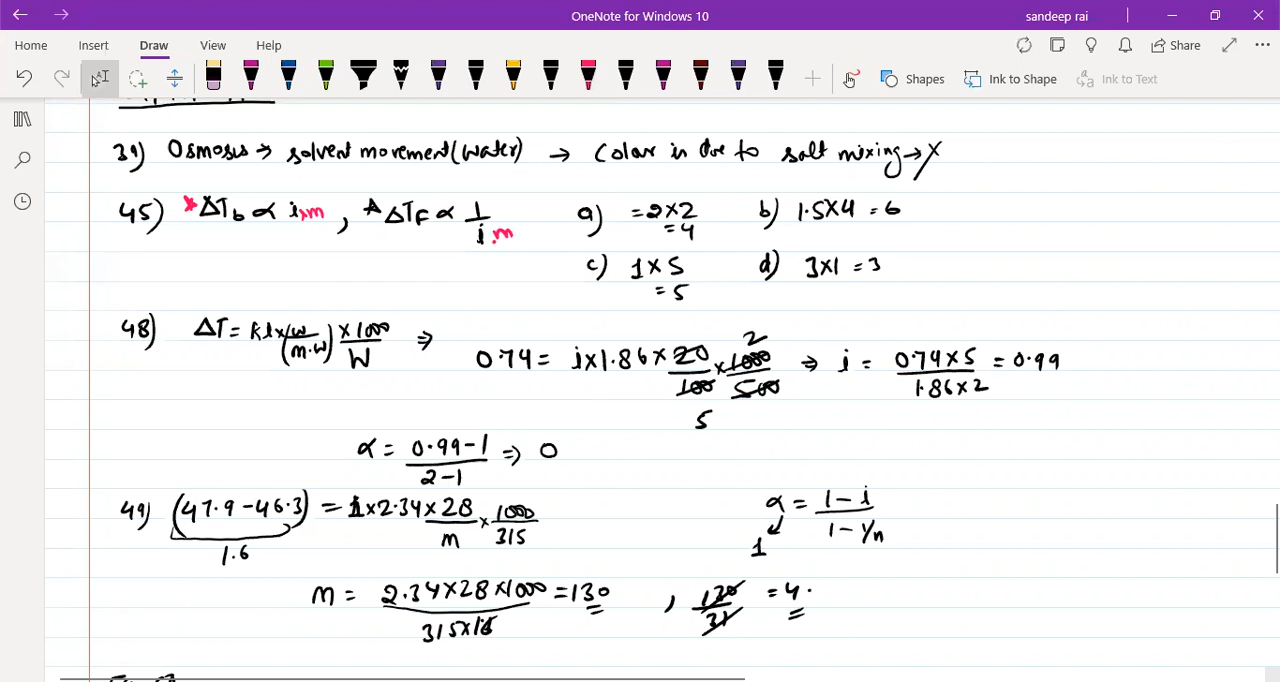 OneNote for Windows 10
sandeep rai
Home Insert Draw View Help Share
Shapes Ink to Shape Ink to Text
39) Osmosis → solvent movement (water) → Color is due to salt mixing → X
45) *ΔTb ∝ i×m , *ΔTF ∝ 1/i.m a) =2×2 =4 b) 1.5×4 = 6
c) 1×5 = 5 d) 3×1 = 3
48) ΔT = Kf×(w/(m.w))×1000/W ⇒ 0.74 = i×1.86×20/100×1000/500 ⇒ i = 0.74×5/1.86×2 = 0.99
2
5
α = 0.99-1/2-1 ⇒ 0
49) (47.9-46.3) = 1×2.34×28/m×1000/315 α = 1-i/1-1/n
1.6
1
m = 2.34×28×1000/315×16 = 130 , 130/31 = 4.